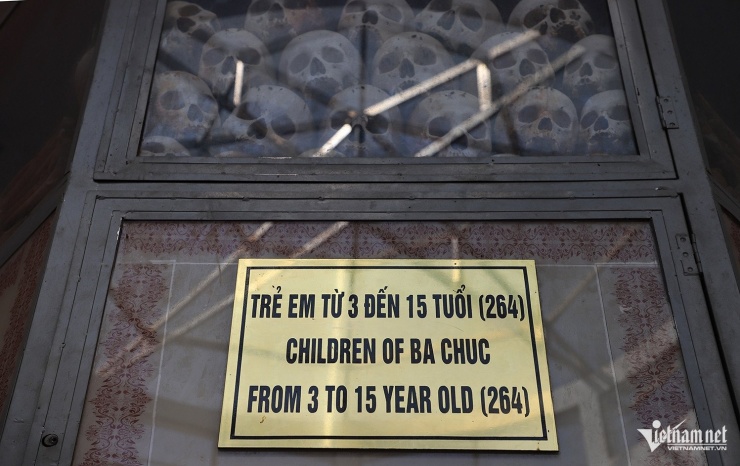 TRẺ EM TỪ 3 ĐẾN 15 TUỔI (264)
CHILDREN OF BA CHUC
FROM 3 TO 15 YEAR OLD (264)
Vietnamnet
VIETNAMNET.VN